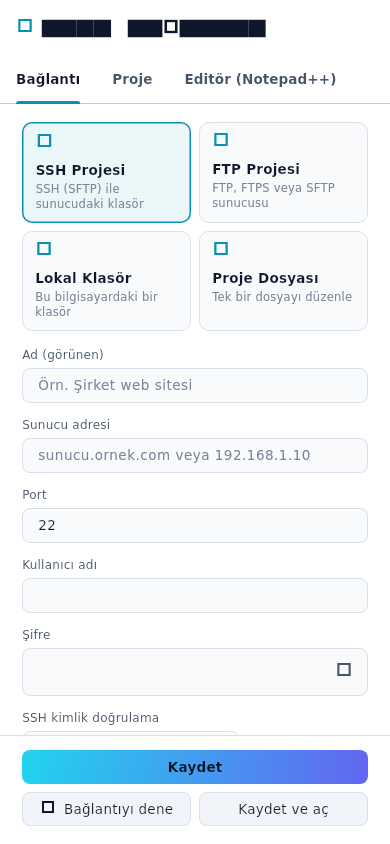 Bağlantı Proje Editör (Notepad++)
SSH Projesi
SSH (SFTP) ile
sunucudaki klasör
FTP Projesi
FTP, FTPS veya SFTP
sunucusu
Lokal Klasör
Bu bilgisayardaki bir
klasör
Proje Dosyası
Tek bir dosyayı düzenle
Ad (görünen)
Örn. Şirket web sitesi
Sunucu adresi
sunucu.ornek.com veya 192.168.1.10
Port
22
Kullanıcı adı
Şifre
SSH kimlik doğrulama
Kaydet
Bağlantıyı dene
Kaydet ve aç